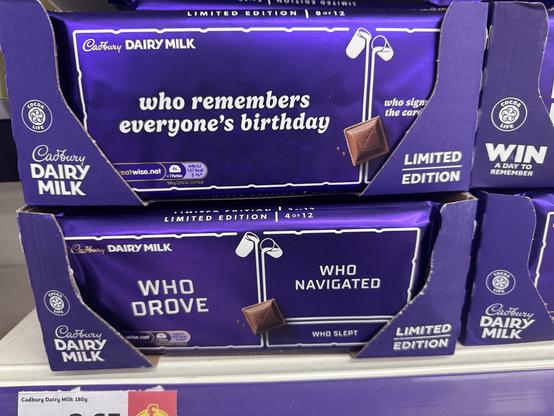 LIMITED EDITION | 8 OF 12
Cadbury DAIRY MILK
who remembers
everyone's birthday
who sign
the car
COCOA
LIFE
Cadbury
DAIRY
MILK
eatwise.net
LIMITED
EDITION
COCOA
LIFE
WIN
A DAY TO
REMEMBER
LIMITED EDITION | 4 OF 12
Cadbury DAIRY MILK
WHO
DROVE
WHO
NAVIGATED
WHO SLEPT
COCOA
LIFE
Cadbury
DAIRY
MILK
LIMITED
EDITION
COCOA
LIFE
Cadbury
DAIRY
MILK
Cadbury Dairy Milk 180g